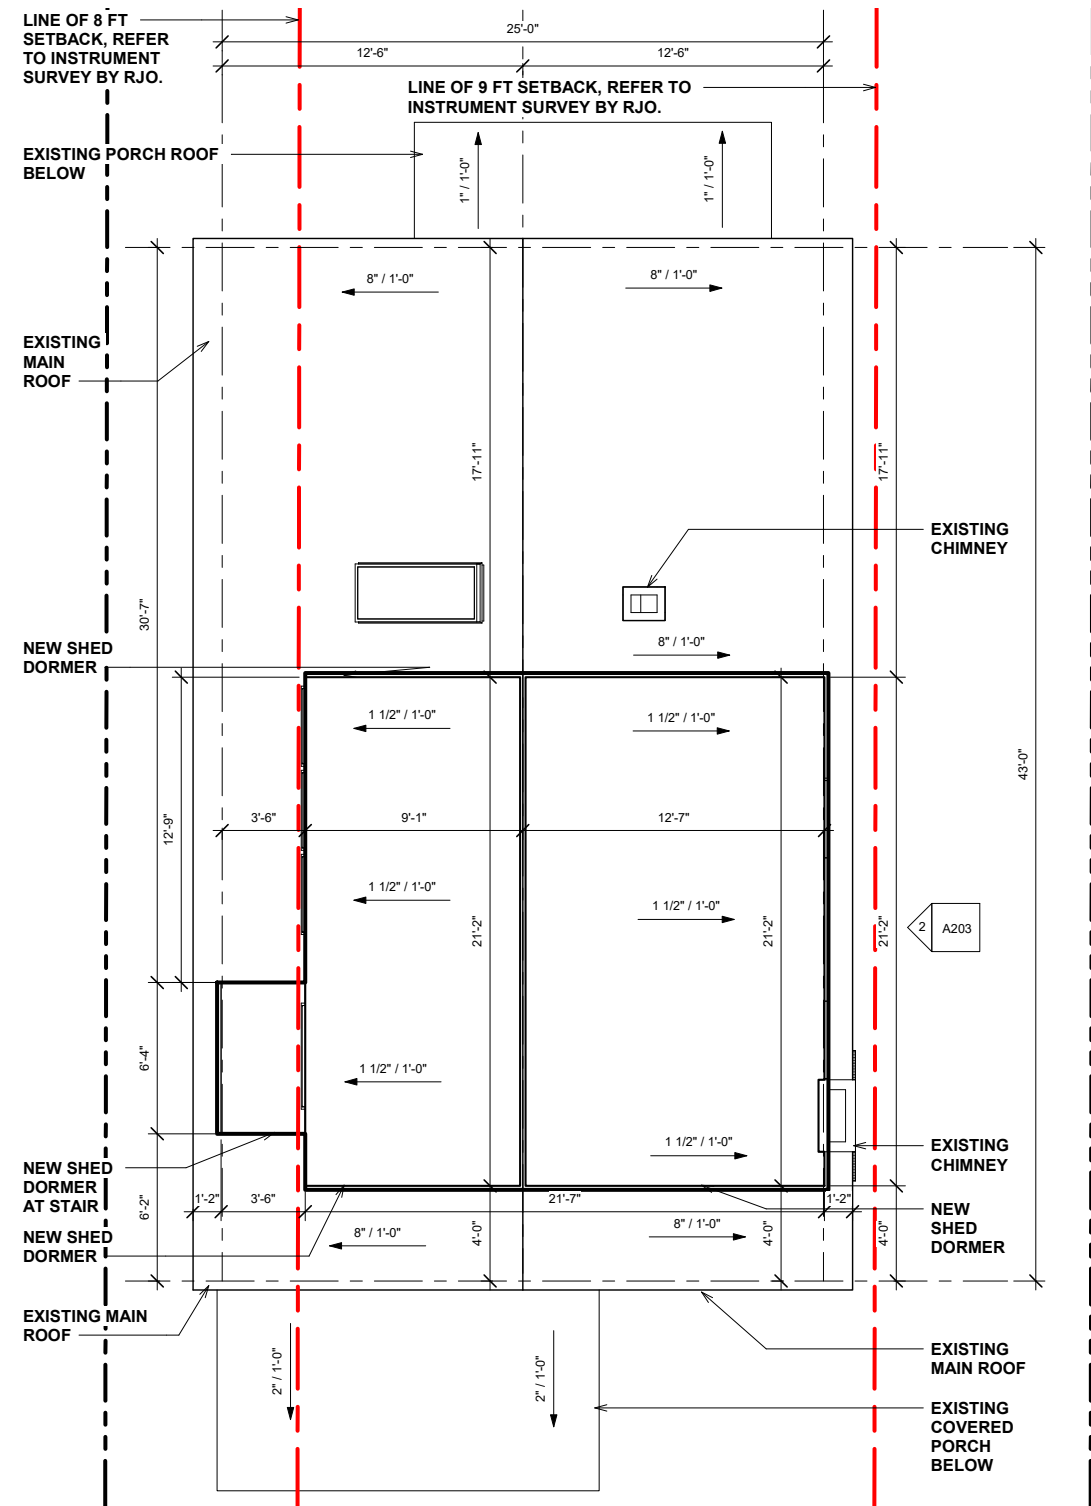 LINE OF 8 FT
SETBACK, REFER
TO INSTRUMENT
SURVEY BY RJO.
25'-0"
12'-6"
12'-6"
LINE OF 9 FT SETBACK, REFER TO
INSTRUMENT SURVEY BY RJO.
EXISTING PORCH ROOF
BELOW
1" / 1'-0"
1" / 1'-0"
8" / 1'-0"
8" / 1'-0"
EXISTING
MAIN
ROOF
17'-11"
17'-11"
EXISTING
CHIMNEY
30'-7"
NEW SHED
DORMER
8" / 1'-0"
1 1/2" / 1'-0"
1 1/2" / 1'-0"
43'-0"
12'-9"
3'-6"
9'-1"
12'-7"
1 1/2" / 1'-0"
1 1/2" / 1'-0"
21'-2"
21'-2"
21'-2"
2
A203
6'-4"
1 1/2" / 1'-0"
1 1/2" / 1'-0"
EXISTING
CHIMNEY
NEW SHED
DORMER
AT STAIR
6'-2"
1'-2"
3'-6"
21'-7"
1'-2"
NEW
SHED
DORMER
NEW SHED
DORMER
8" / 1'-0"
4'-0"
8" / 1'-0"
4'-0"
4'-0"
EXISTING MAIN
ROOF
EXISTING
MAIN ROOF
2" / 1'-0"
2" / 1'-0"
EXISTING
COVERED
PORCH
BELOW